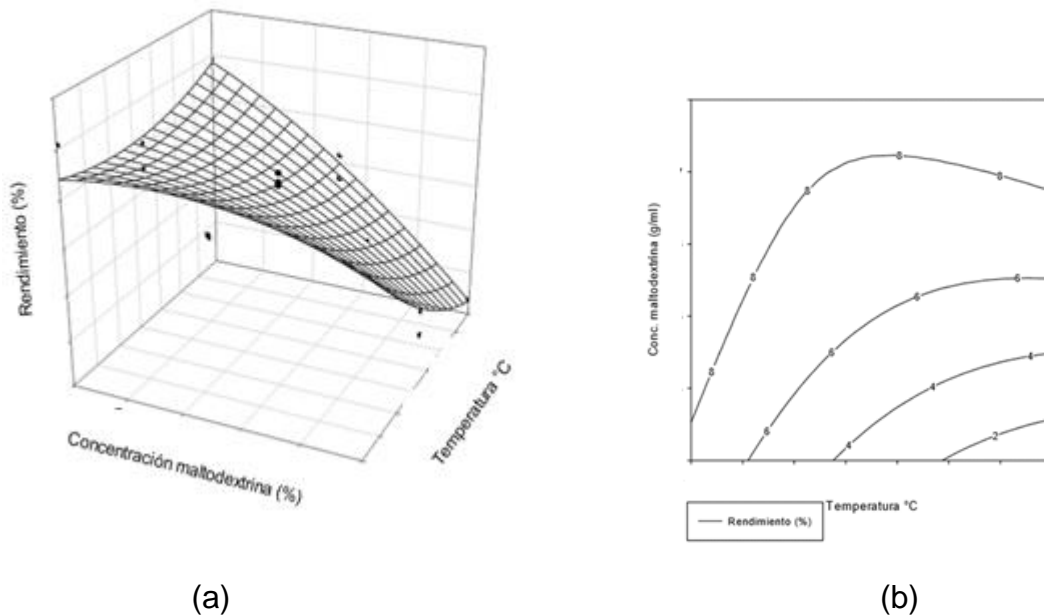 Rendimiento (%)
Concentración maltodextrina (%)
Temperatura °C
(a)
Conc. maltodextrina (g/ml)
8
8
8
8
8
6
6
6
6
4
4
4
2
Temperatura °C
Rendimiento (%)
(b)